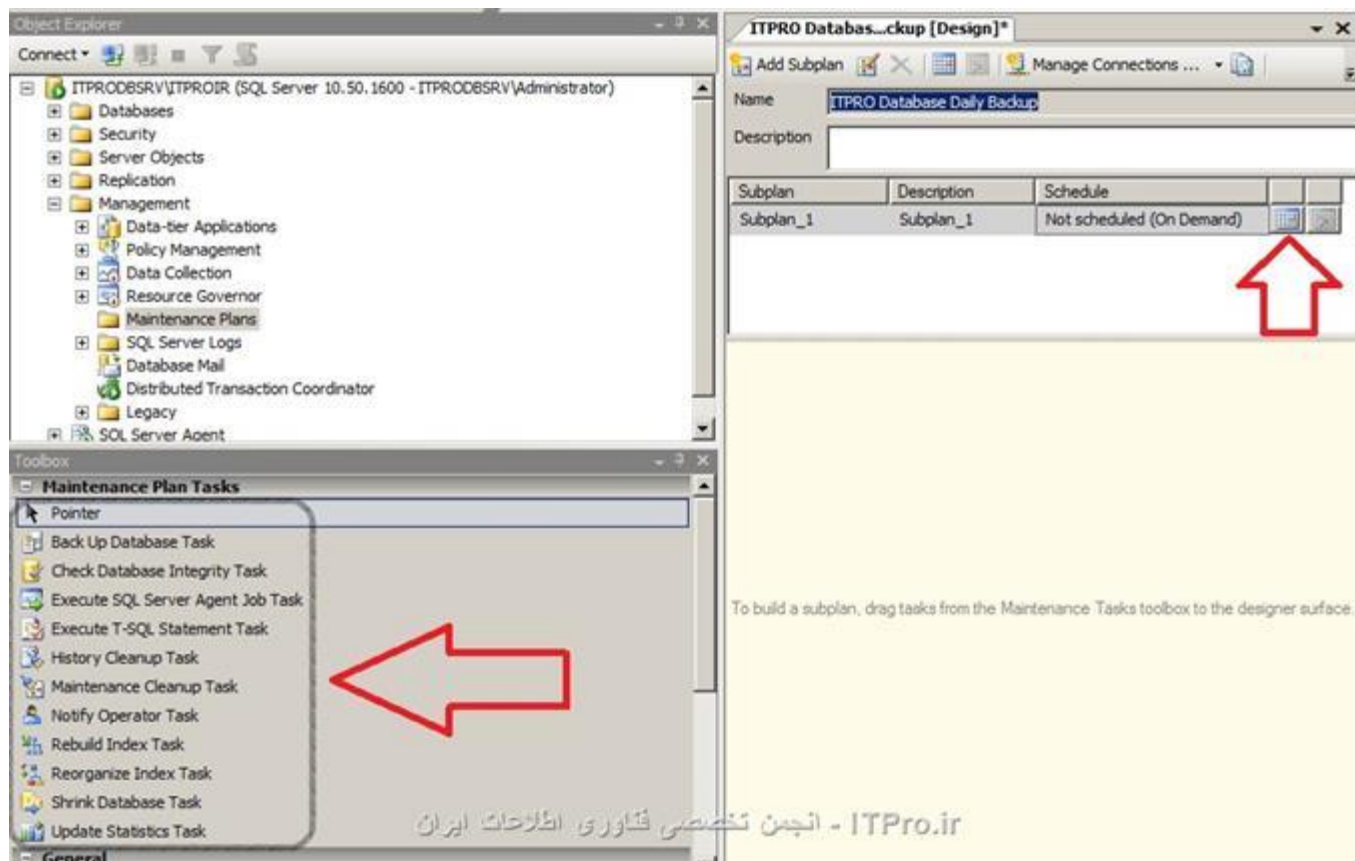 Object Explorer
Connect
ITPRODBSRV\ITPROIR (SQL Server 10.50.1600 - ITPRODBSRV\Administrator)
Databases
Security
Server Objects
Replication
Management
Data-tier Applications
Policy Management
Data Collection
Resource Governor
Maintenance Plans
SQL Server Logs
Database Mail
Distributed Transaction Coordinator
Legacy
SQL Server Agent
Toolbox
Maintenance Plan Tasks
Pointer
Back Up Database Task
Check Database Integrity Task
Execute SQL Server Agent Job Task
Execute T-SQL Statement Task
History Cleanup Task
Maintenance Cleanup Task
Notify Operator Task
Rebuild Index Task
Reorganize Index Task
Shrink Database Task
Update Statistics Task
General
ITPRO Databas...ckup [Design]*
Add Subplan Manage Connections ...
Name ITPRO Database Daily Backup
Description
Subplan Description Schedule
Subplan_1 Subplan_1 Not scheduled (On Demand)
To build a subplan, drag tasks from the Maintenance Tasks toolbox to the designer surface.
ITPro.ir - انجمن تخصصی فناوری اطلاعات ایران